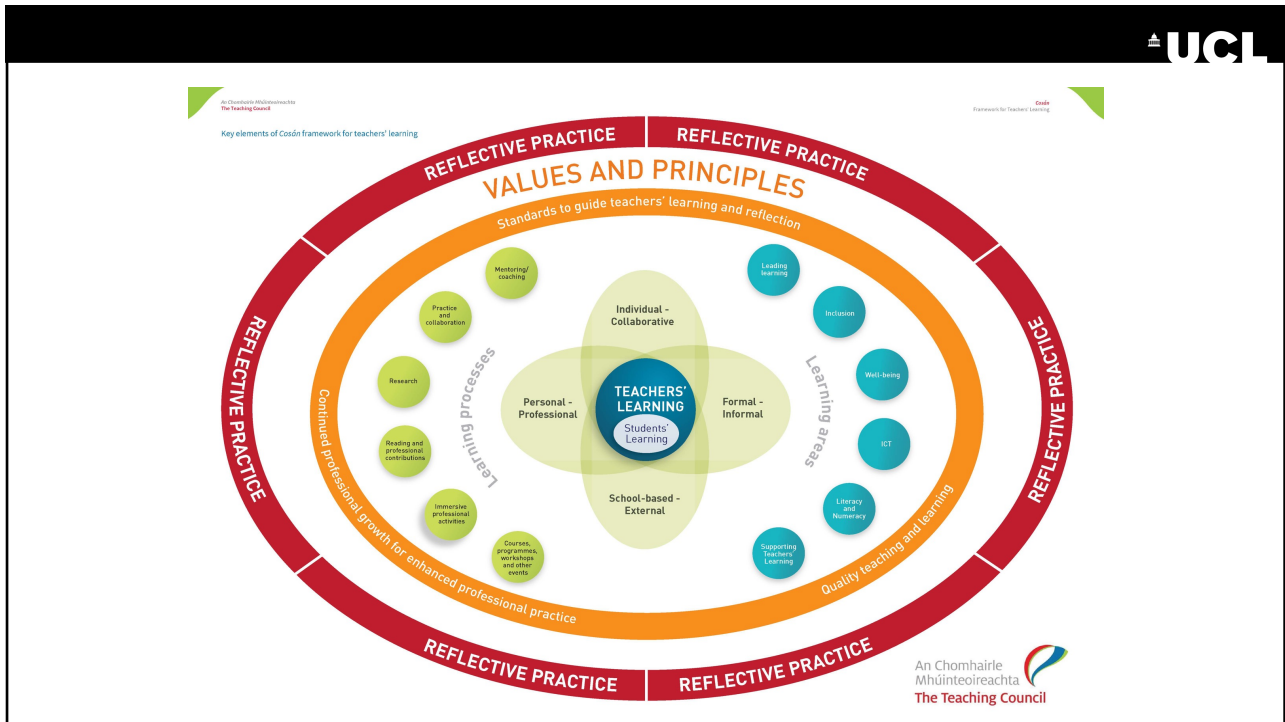 UCL
An Chomhairle Mhúinteoireachta
The Teaching Council
Cosán
Framework for Teachers' Learning
Key elements of Cosán framework for teachers' learning
REFLECTIVE PRACTICE
REFLECTIVE PRACTICE
VALUES AND PRINCIPLES
Standards to guide teachers' learning and reflection
Mentoring/
coaching
Practice
and
collaboration
Research
Reading and
professional
contributions
Immersive
professional
activities
Courses,
programmes,
workshops
and other
events
Learning processes
Individual -
Collaborative
Personal -
Professional
TEACHERS'
LEARNING
Students'
Learning
Formal -
Informal
School-based -
External
Learning areas
Leading
learning
Inclusion
Well-being
ICT
Literacy
and
Numeracy
Supporting
Teachers'
Learning
Continued professional growth for enhanced professional practice
Quality teaching and learning
REFLECTIVE PRACTICE
REFLECTIVE PRACTICE
REFLECTIVE PRACTICE
REFLECTIVE PRACTICE
An Chomhairle
Mhúinteoireachta
The Teaching Council